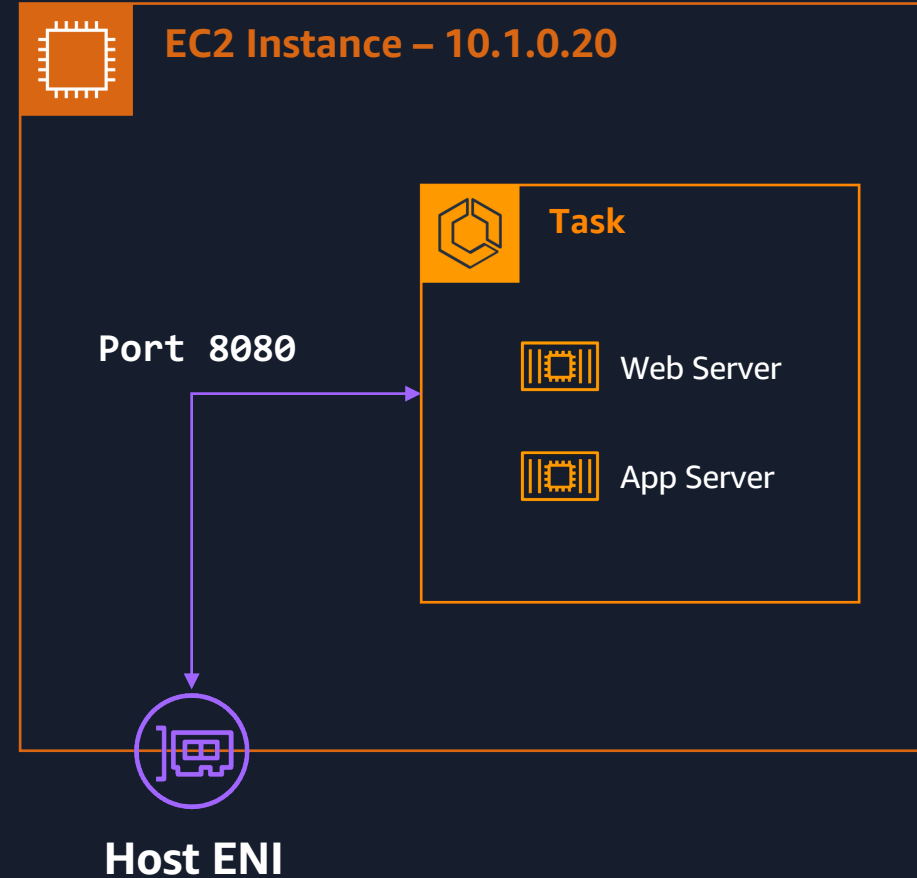 EC2 Instance – 10.1.0.20
Task
Port 8080
Web Server
App Server
Host ENI